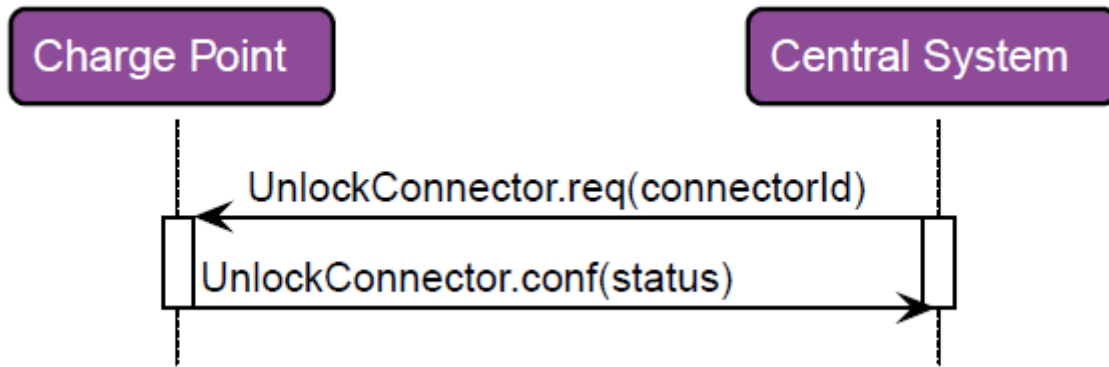 Charge Point
Central System
UnlockConnector.req(connectorId)
UnlockConnector.conf(status)